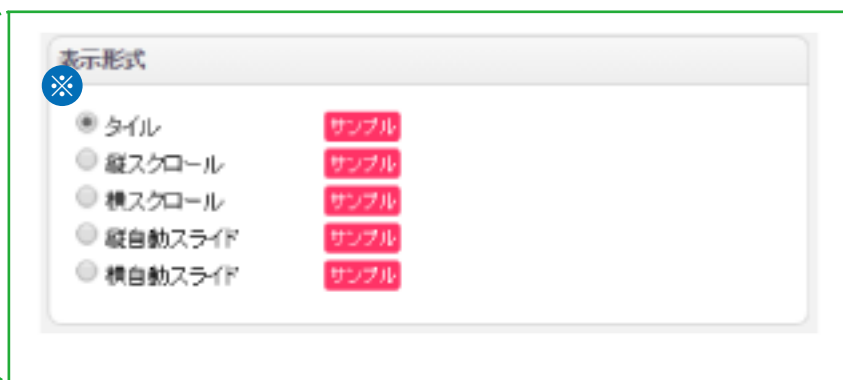 表示形式
※
タイル サンプル
縦スクロール サンプル
横スクロール サンプル
縦自動スライド サンプル
横自動スライド サンプル